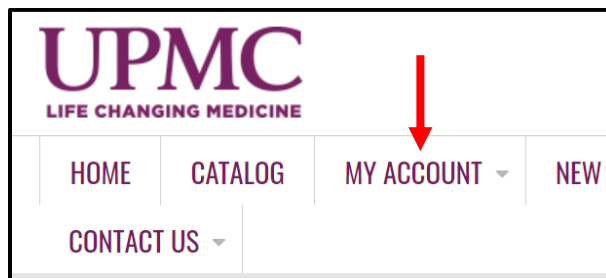 UPMC
LIFE CHANGING MEDICINE
HOME CATALOG MY ACCOUNT NEW
CONTACT US